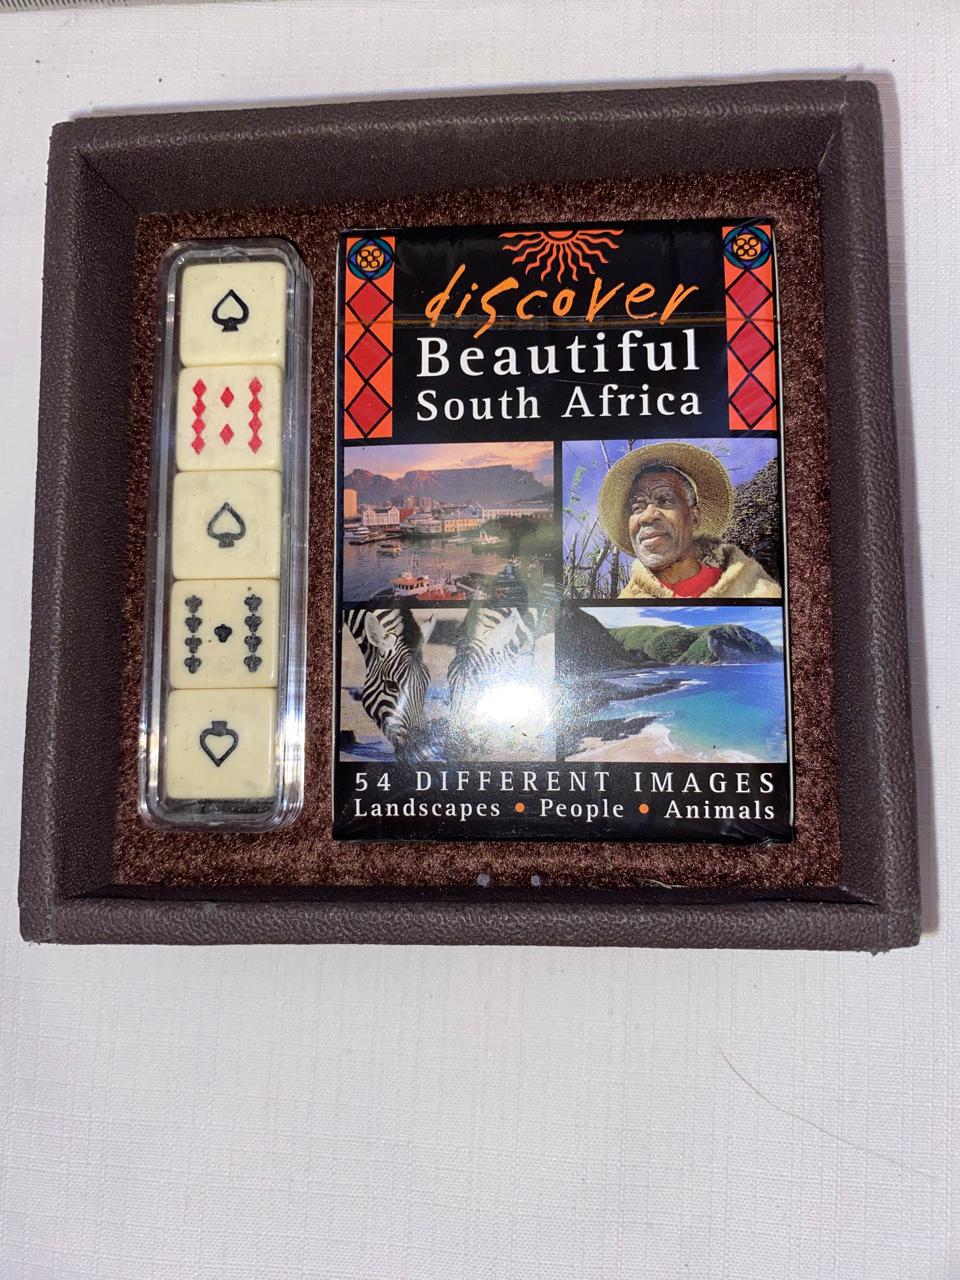 discover
Beautiful
South Africa
54 DIFFERENT IMAGES
Landscapes • People • Animals